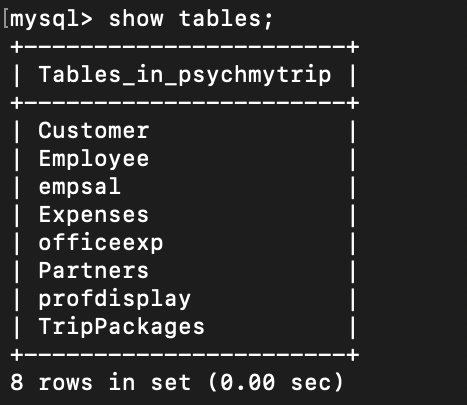 [mysql> show tables;
+------------------------+
| Tables_in_psychmytrip |
+------------------------+
| Customer |
| Employee |
| empsal |
| Expenses |
| officeexp |
| Partners |
| profdisplay |
| TripPackages |
+------------------------+
8 rows in set (0.00 sec)